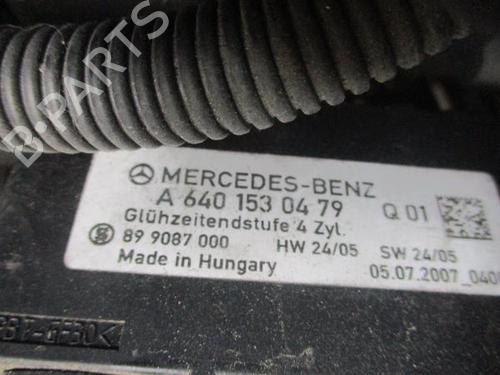 B-PARTS
MERCEDES-BENZ
A 640 153 04 79 Q 01
Glühzeitendstufe 4 Zyl.
89 9087 000 HW 24/05 SW 24/05
Made in Hungary 05.07.2007_040